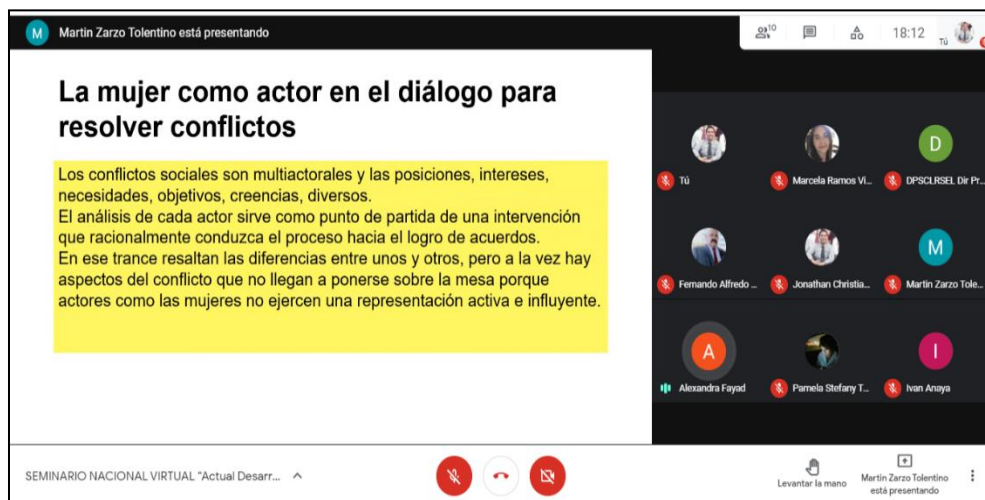 M
Martin Zarzo Tolentino está presentando
10
18:12
Tú
La mujer como actor en el diálogo para
resolver conflictos
Los conflictos sociales son multiactorales y las posiciones, intereses,
necesidades, objetivos, creencias, diversos.
El análisis de cada actor sirve como punto de partida de una intervención
que racionalmente conduzca el proceso hacia el logro de acuerdos.
En ese trance resaltan las diferencias entre unos y otros, pero a la vez hay
aspectos del conflicto que no llegan a ponerse sobre la mesa porque
actores como las mujeres no ejercen una representación activa e influyente.
D
Tú
Marcela Ramos Vi...
DPSCLRSEL Dir Pr...
M
Fernando Alfredo ...
Jonathan Christia...
Martin Zarzo Tole...
A
I
Alexandra Fayad
Pamela Stefany T...
Ivan Anaya
SEMINARIO NACIONAL VIRTUAL "Actual Desarr...
Levantar la mano
Martin Zarzo Tolentino
está presentando